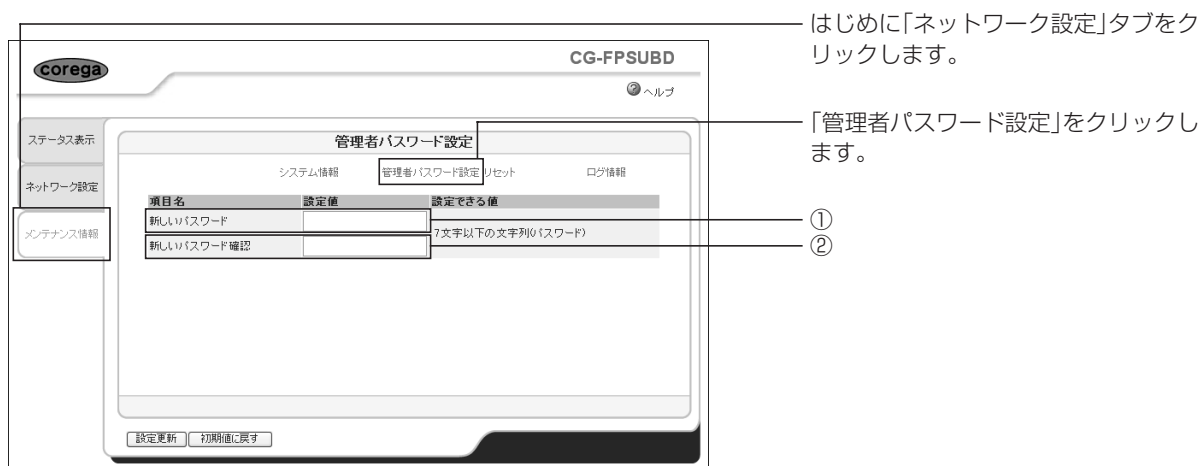 はじめに「ネットワーク設定」タブをク
リックします。
corega
CG-FPSUBD
ヘルプ
「管理者パスワード設定」をクリックし
ます。
ステータス表示
ネットワーク設定
メンテナンス情報
管理者パスワード設定
システム情報 管理者パスワード設定 リセット ログ情報
項目名 設定値 設定できる値
新しいパスワード
7文字以下の文字列(パスワード)
新しいパスワード確認
①
②
設定更新 初期値に戻す